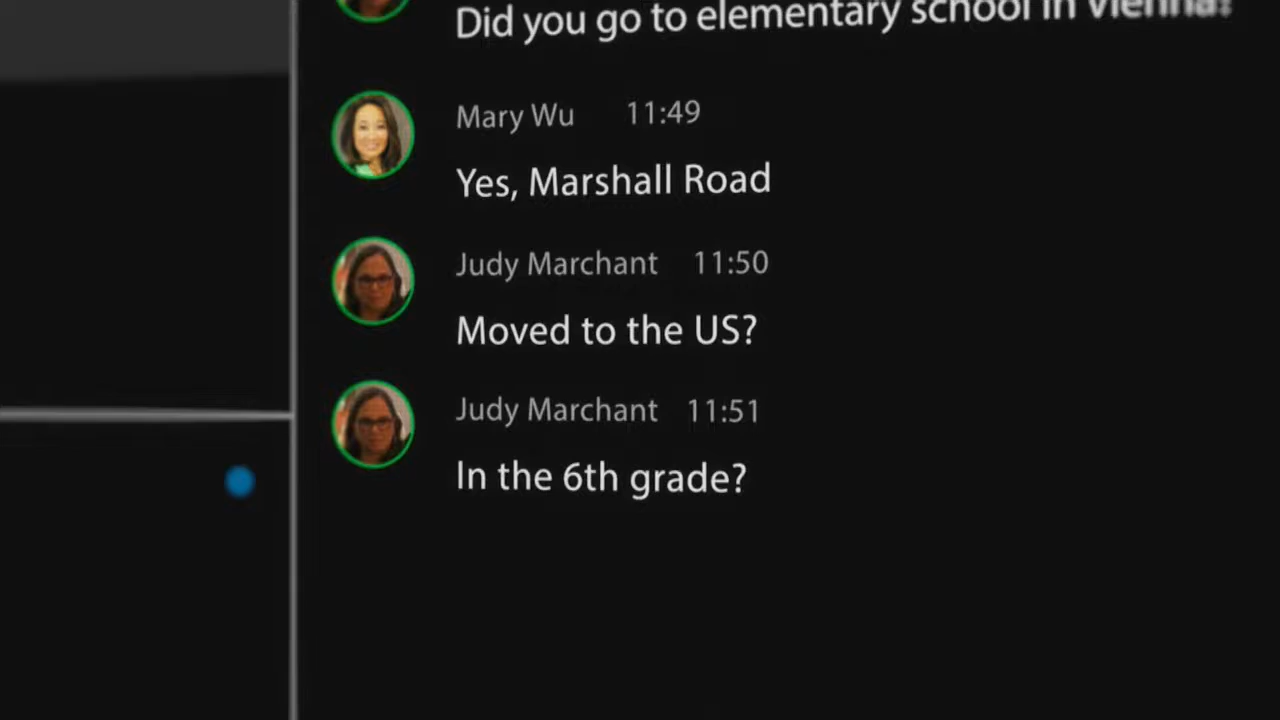 Did you go to elementary school in Vienna?
Mary Wu 11:49
Yes, Marshall Road
Judy Marchant 11:50
Moved to the US?
Judy Marchant 11:51
In the 6th grade?